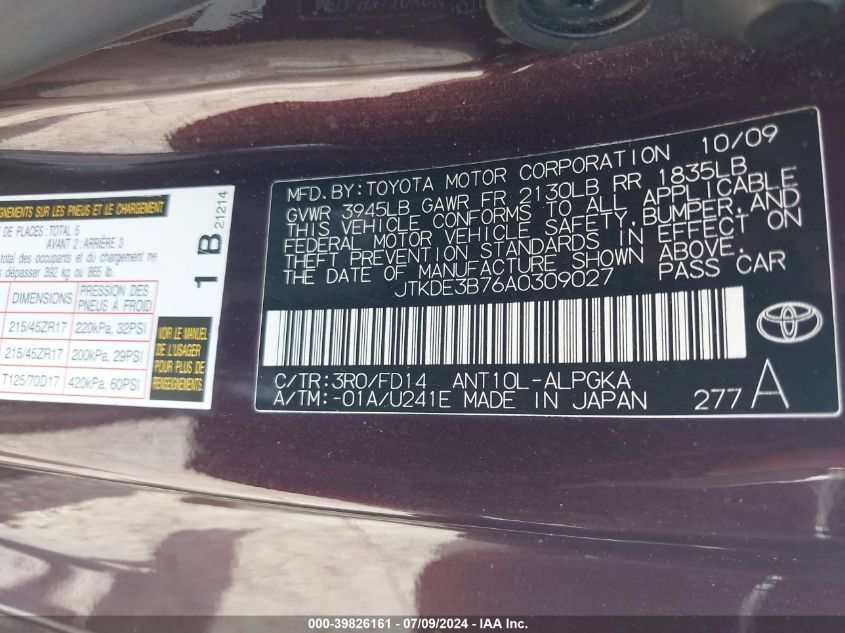 GNEMENTS SUR LES PNEUS ET LE CHARGEMENT
DE PLACES: TOTAL 5
AVANT 2: ARRIÈRE 3
total des occupants et du chargement ne
dépasser 392 kg ou 865 lb.
DIMENSIONS PRESSION DES PNEUS À FROID
215/45ZR17 220kPa, 32PSI
215/45ZR17 200kPa, 29PSI
T125/70D17 420kPa, 60PSI
VOIR LE MANUEL
DE L'USAGER
POUR PLUS DE
RENSEIGNEMENTS
1 B 21214
MFD. BY: TOYOTA MOTOR CORPORATION 10/09
GVWR 3945LB GAWR FR 2130LB RR 1835LB
THIS VEHICLE CONFORMS TO ALL APPLICABLE
FEDERAL MOTOR VEHICLE SAFETY, BUMPER, AND
THEFT PREVENTION STANDARDS IN EFFECT ON
THE DATE OF MANUFACTURE SHOWN ABOVE.
JTKDE3B76A0309027 PASS CAR
TOYOTA
C/TR: 3R0/FD14 ANT10L-ALPGKA
A/TM: -01A/U241E MADE IN JAPAN 277 A
000-39826161 - 07/09/2024 - IAA Inc.